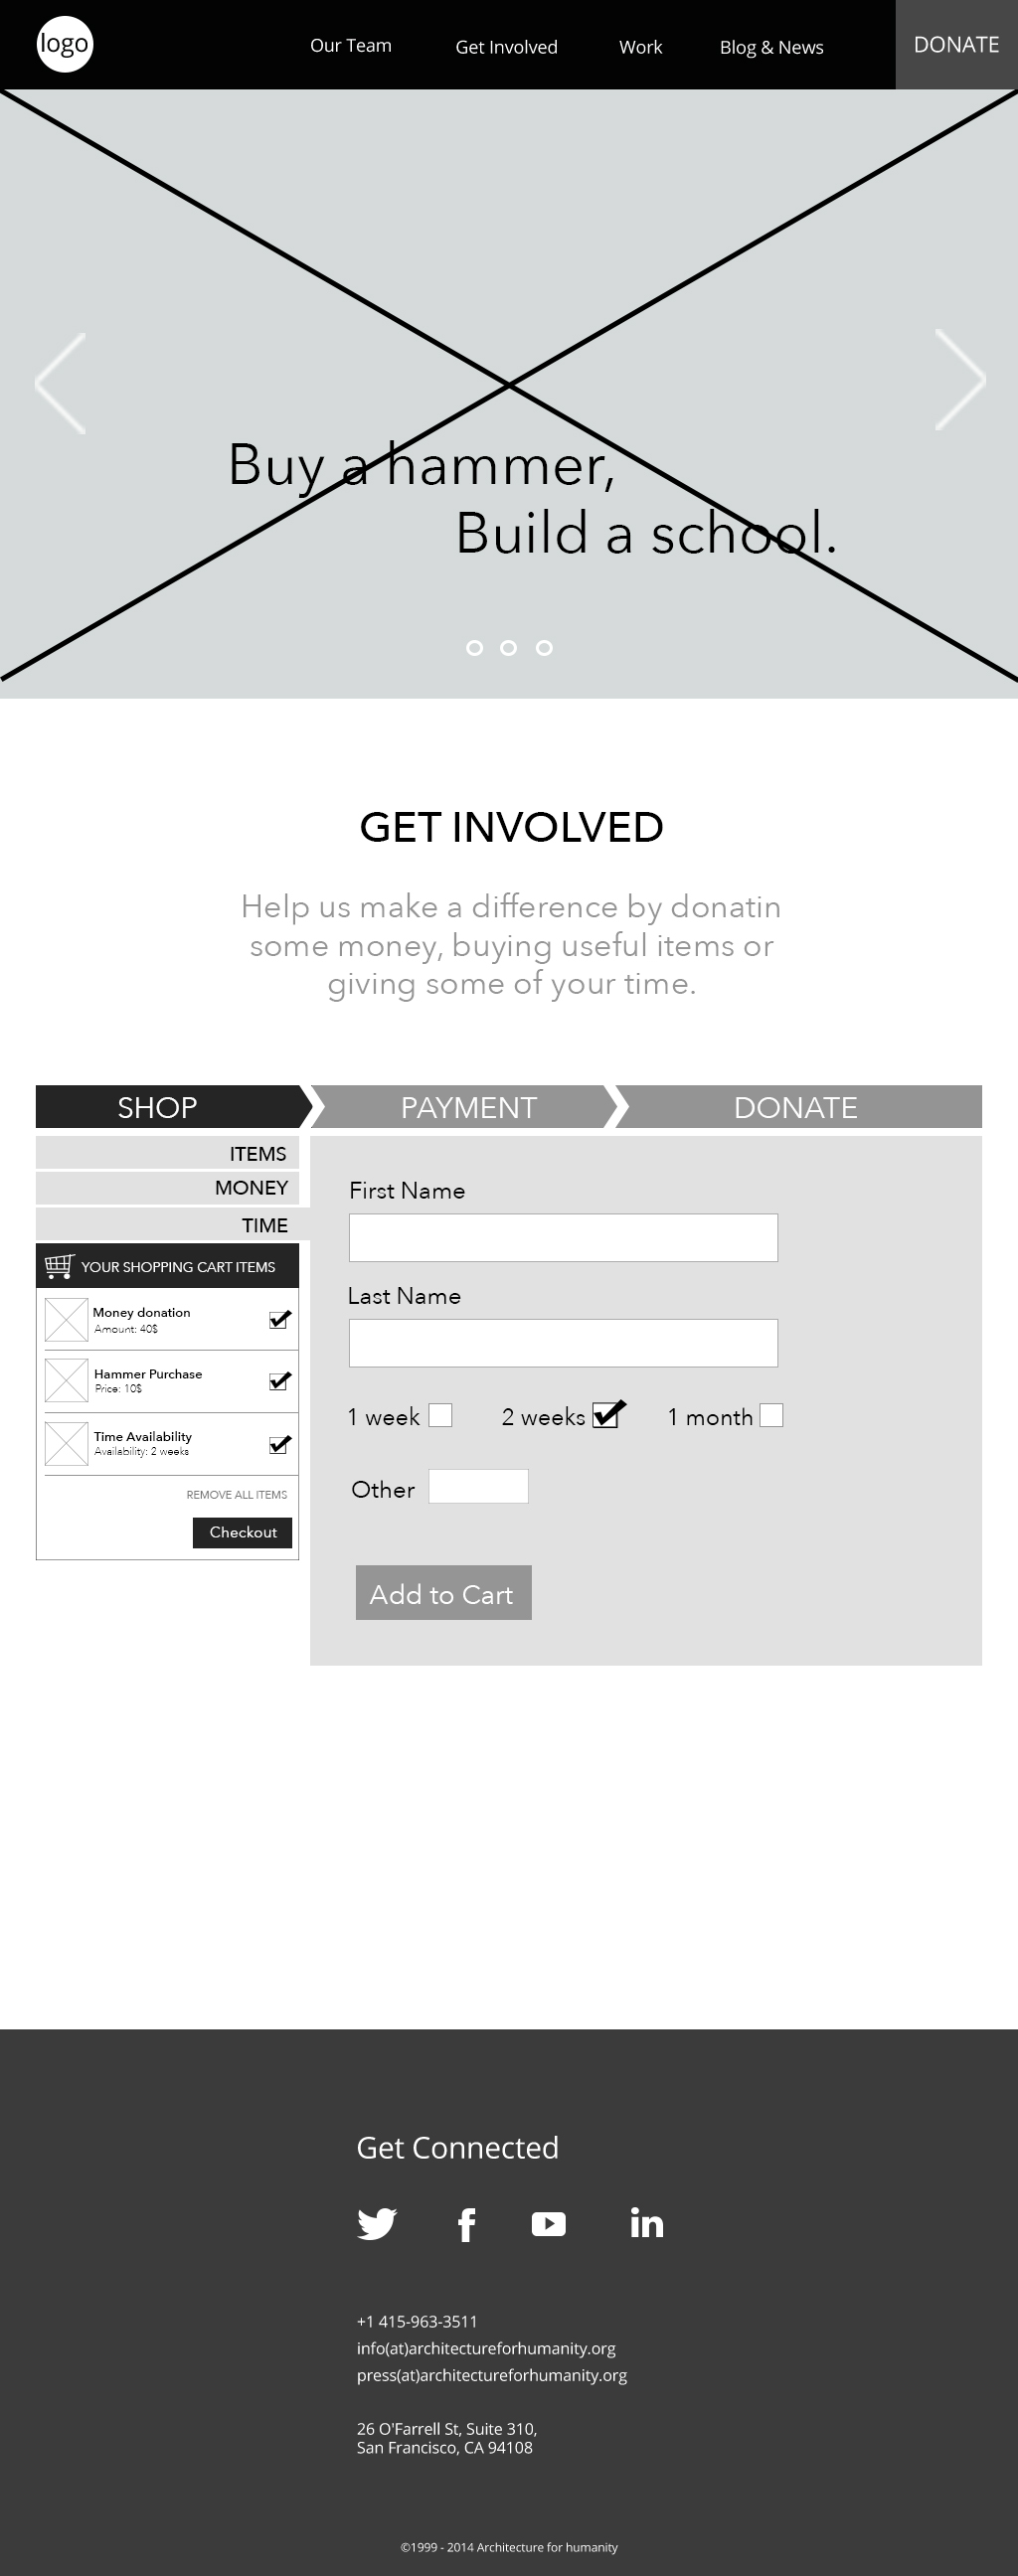 logo
Our Team
Get Involved
Work
Blog & News
DONATE
Buy a hammer,
Build a school.
GET INVOLVED
Help us make a difference by donatin
some money, buying useful items or
giving some of your time.
SHOP
PAYMENT
DONATE
ITEMS
MONEY
TIME
YOUR SHOPPING CART ITEMS
Money donation
Amount: 40$
Hammer Purchase
Price: 10$
Time Availability
Availability: 2 weeks
REMOVE ALL ITEMS
Checkout
First Name
Last Name
1 week
2 weeks
1 month
Other
Add to Cart
Get Connected
+1 415-963-3511
info(at)architectureforhumanity.org
press(at)architectureforhumanity.org
26 O'Farrell St, Suite 310,
San Francisco, CA 94108
©1999 - 2014 Architecture for humanity